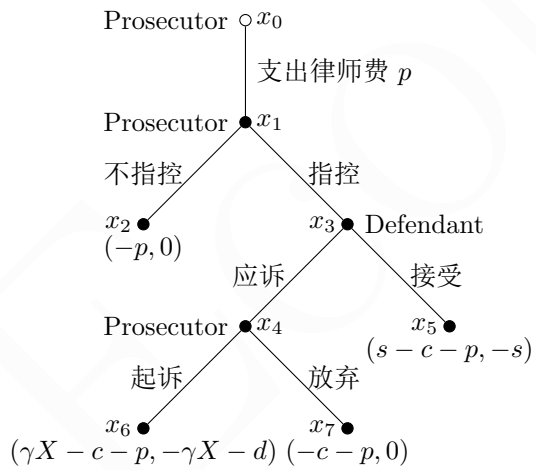 Prosecutor x₀
支出律师费 p
Prosecutor x₁
不指控 指控
x₂ x₃ Defendant
(−p, 0)
应诉 接受
Prosecutor x₄ x₅
(s − c − p, −s)
起诉 放弃
x₆ x₇
(γX − c − p, −γX − d) (−c − p, 0)